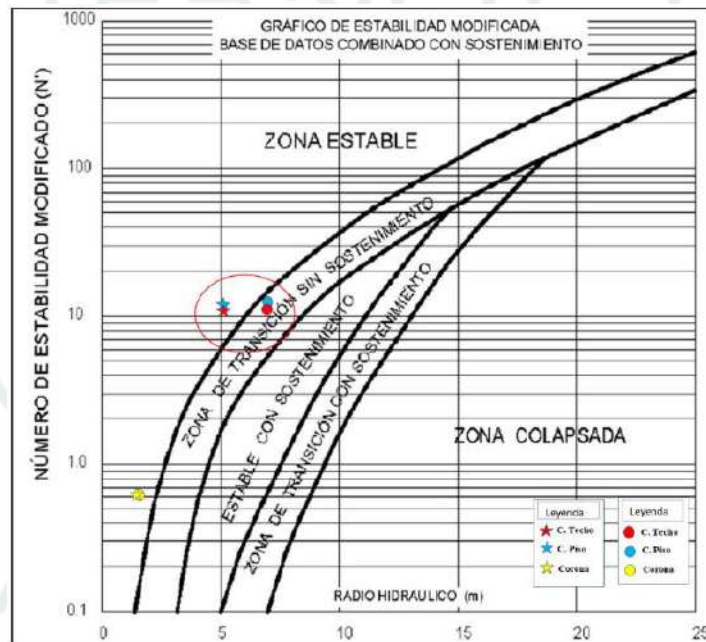 GRÁFICO DE ESTABILIDAD MODIFICADA
BASE DE DATOS COMBINADO CON SOSTENIMIENTO
NÚMERO DE ESTABILIDAD MODIFICADO (N')
1000
100
10
1.0
0.1
ZONA ESTABLE
ZONA DE TRANSICIÓN SIN SOSTENIMIENTO
ESTABLE CON SOSTENIMIENTO
ZONA DE TRANSICIÓN CON SOSTENIMIENTO
ZONA COLAPSADA
Leyenda
C. Techo
C. Piso
Corona
Leyenda
C. Techo
C. Piso
Corona
RADIO HIDRAULICO (m)
0 5 10 15 20 25